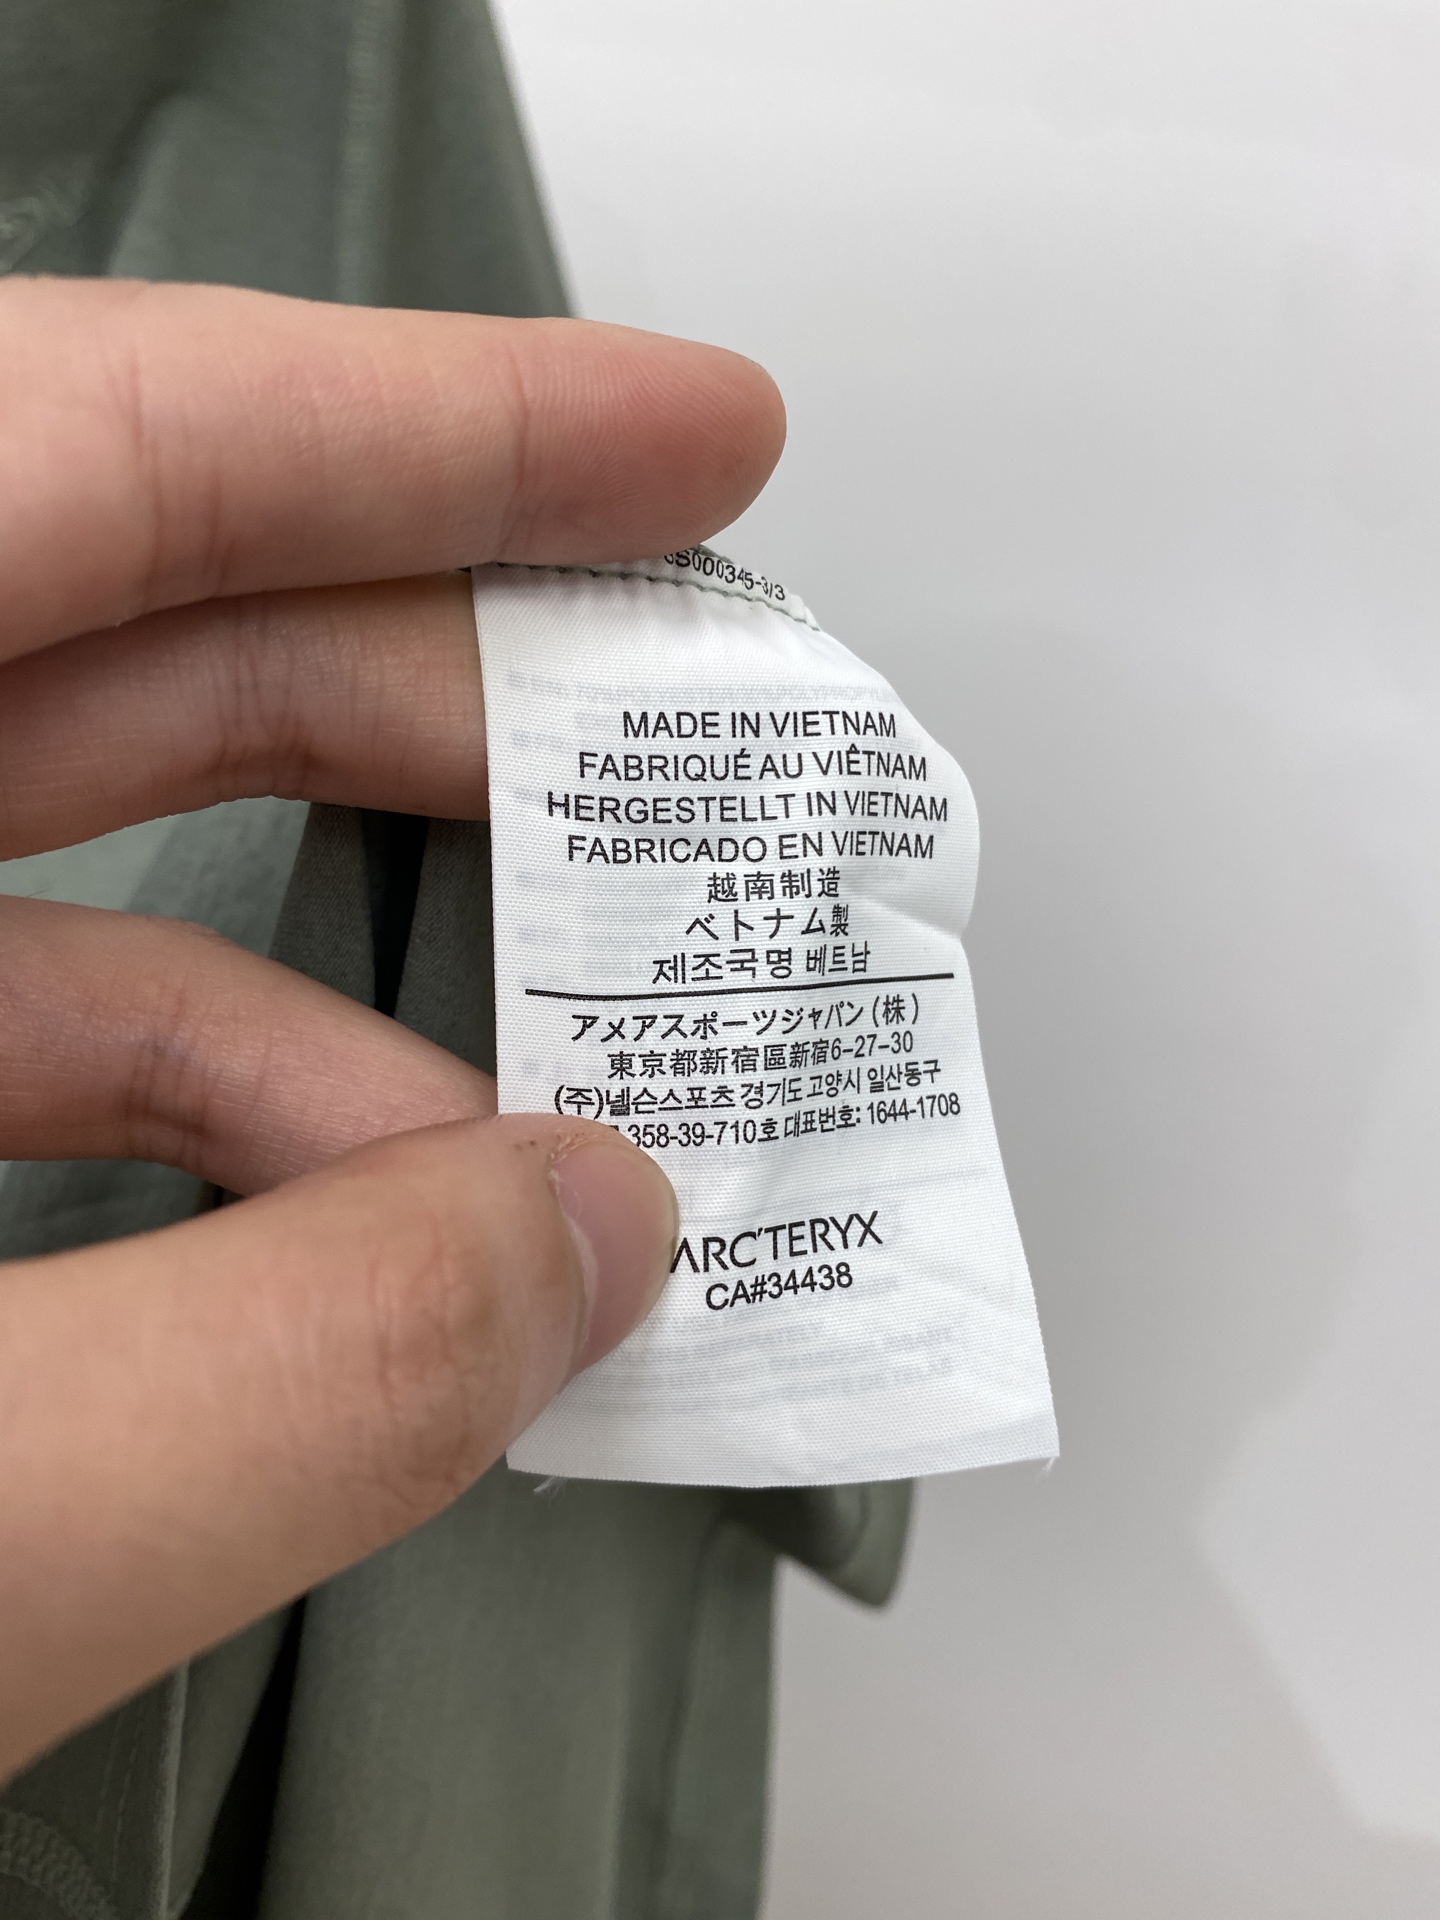 S000345-3/3
MADE IN VIETNAM
FABRIQUÉ AU VIÊTNAM
HERGESTELLT IN VIETNAM
FABRICADO EN VIETNAM
越南制造
ベトナム製
제조국명 베트남
アメアスポーツジャパン(株)
東京都新宿區新宿6-27-30
(주)넬슨스포츠 경기도 고양시 일산동구
358-39-710호 대표번호: 1644-1708
ARC'TERYX
CA#34438